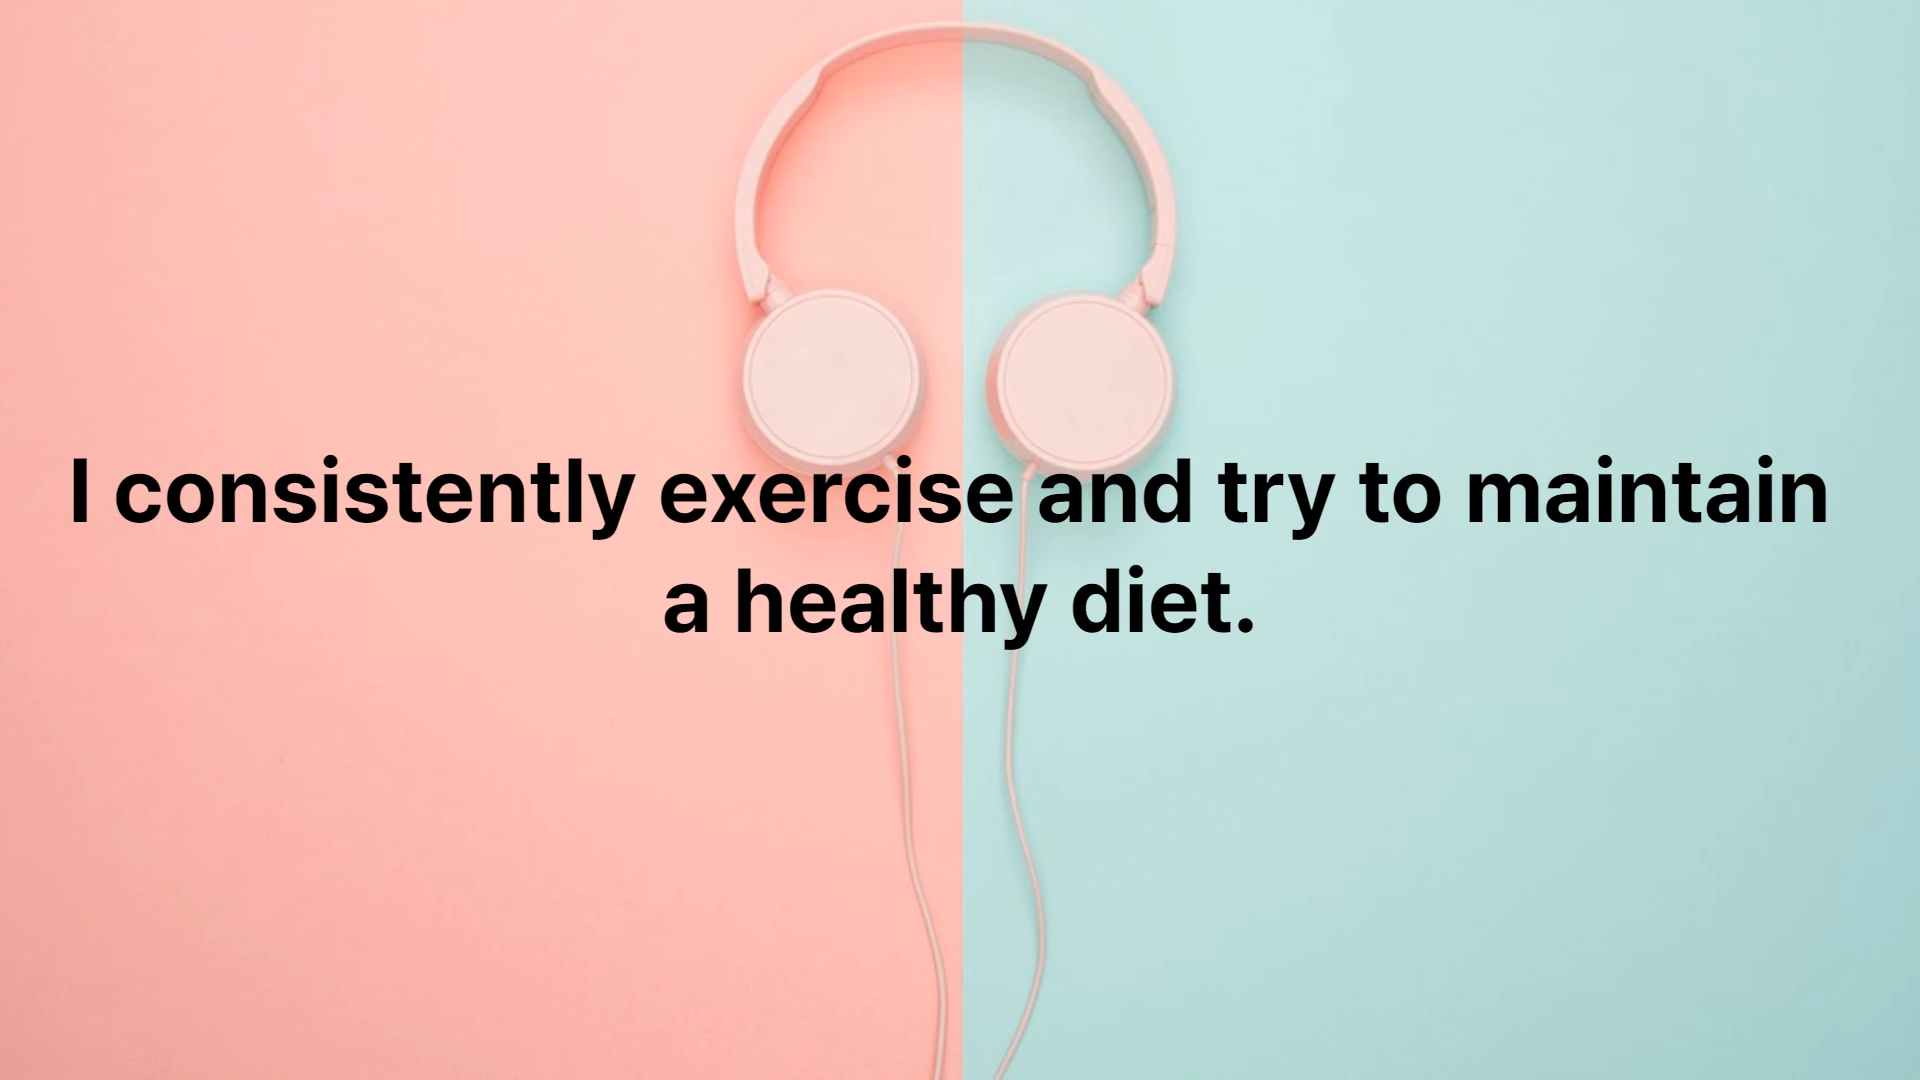 I consistently exercise and try to maintain
a healthy diet.